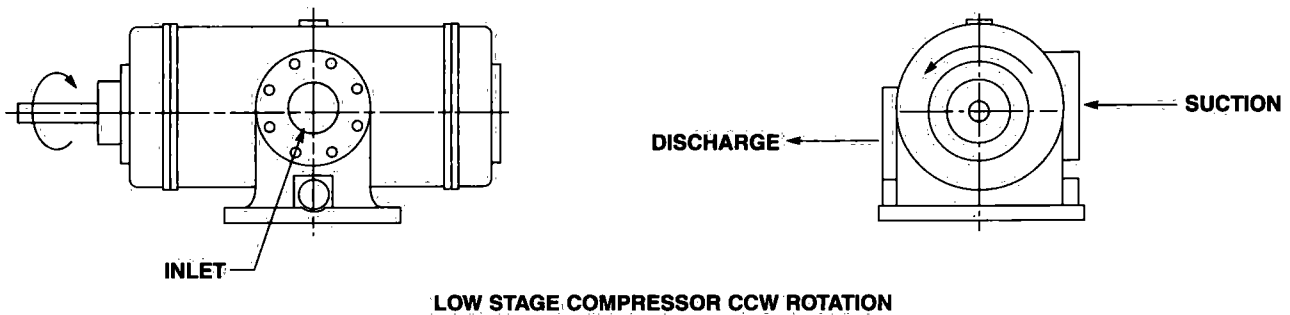 SUCTION
DISCHARGE
INLET
LOW STAGE COMPRESSOR CCW ROTATION